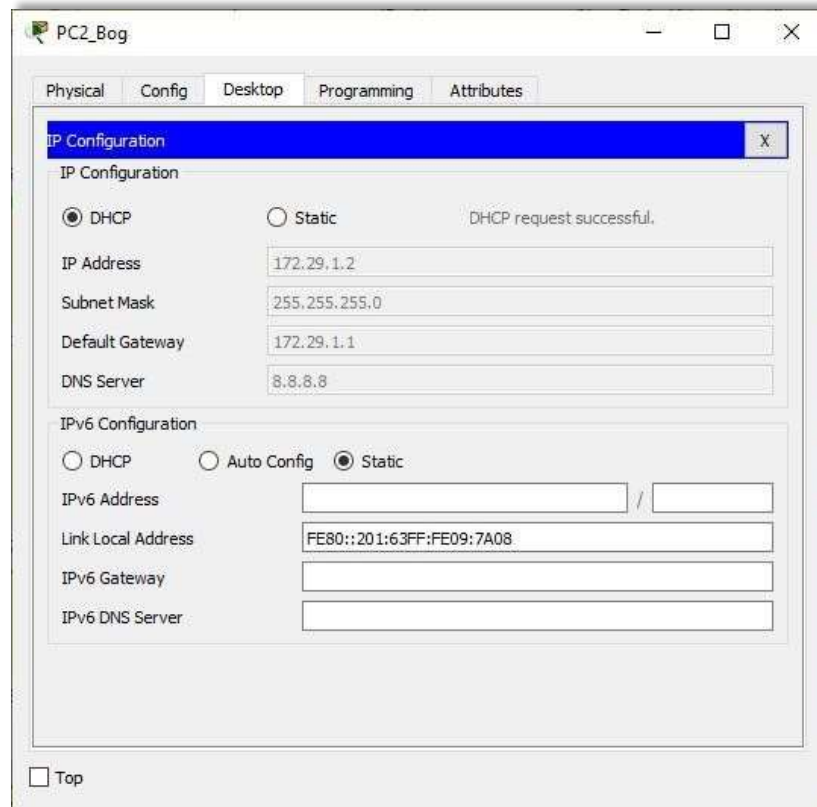 PC2_Bog
Physical Config Desktop Programming Attributes
IP Configuration X
IP Configuration
DHCP Static DHCP request successful.
IP Address 172.29.1.2
Subnet Mask 255.255.255.0
Default Gateway 172.29.1.1
DNS Server 8.8.8.8
IPv6 Configuration
DHCP Auto Config Static
IPv6 Address /
Link Local Address FE80::201:63FF:FE09:7A08
IPv6 Gateway
IPv6 DNS Server
Top